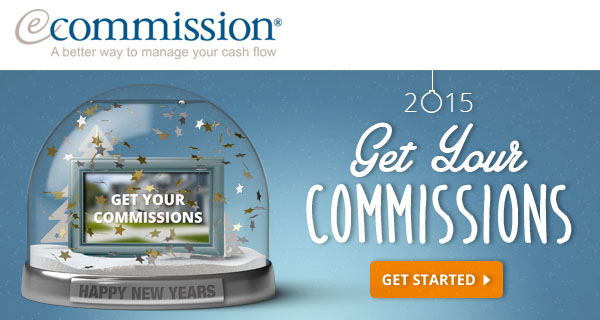 ecommission®
A better way to manage your cash flow
2015
Get Your
COMMISSIONS
GET YOUR
COMMISSIONS
HAPPY NEW YEARS
GET STARTED